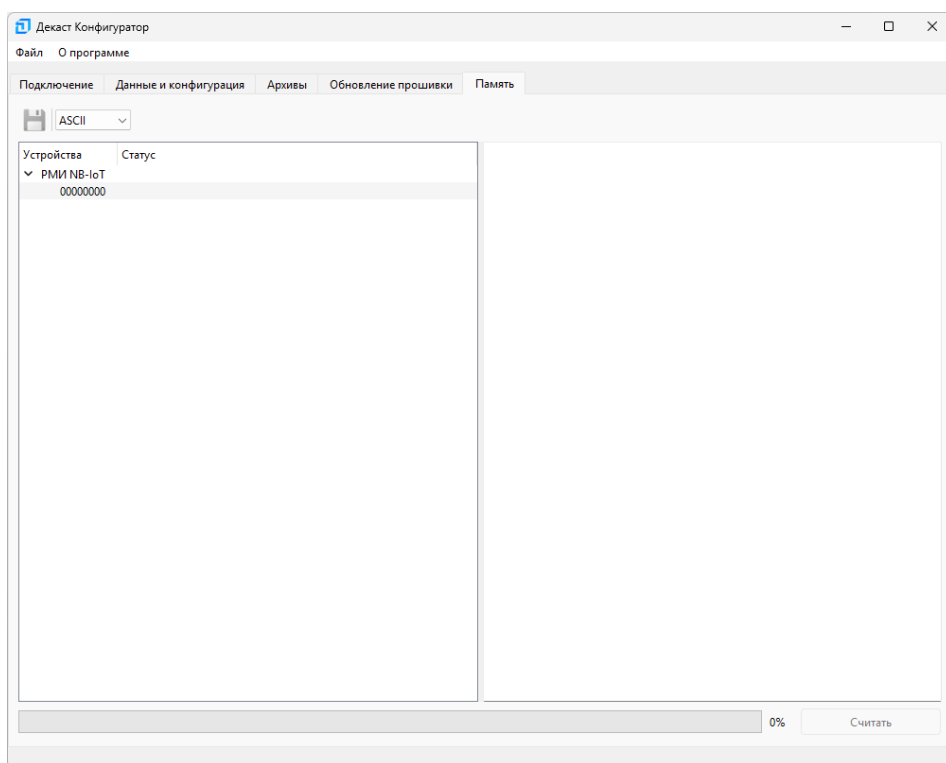 Декаст Конфигуратор
Файл О программе
Подключение Данные и конфигурация Архивы Обновление прошивки Память
ASCII
Устройства Статус
РМИ NB-IoT
00000000
0% Считать